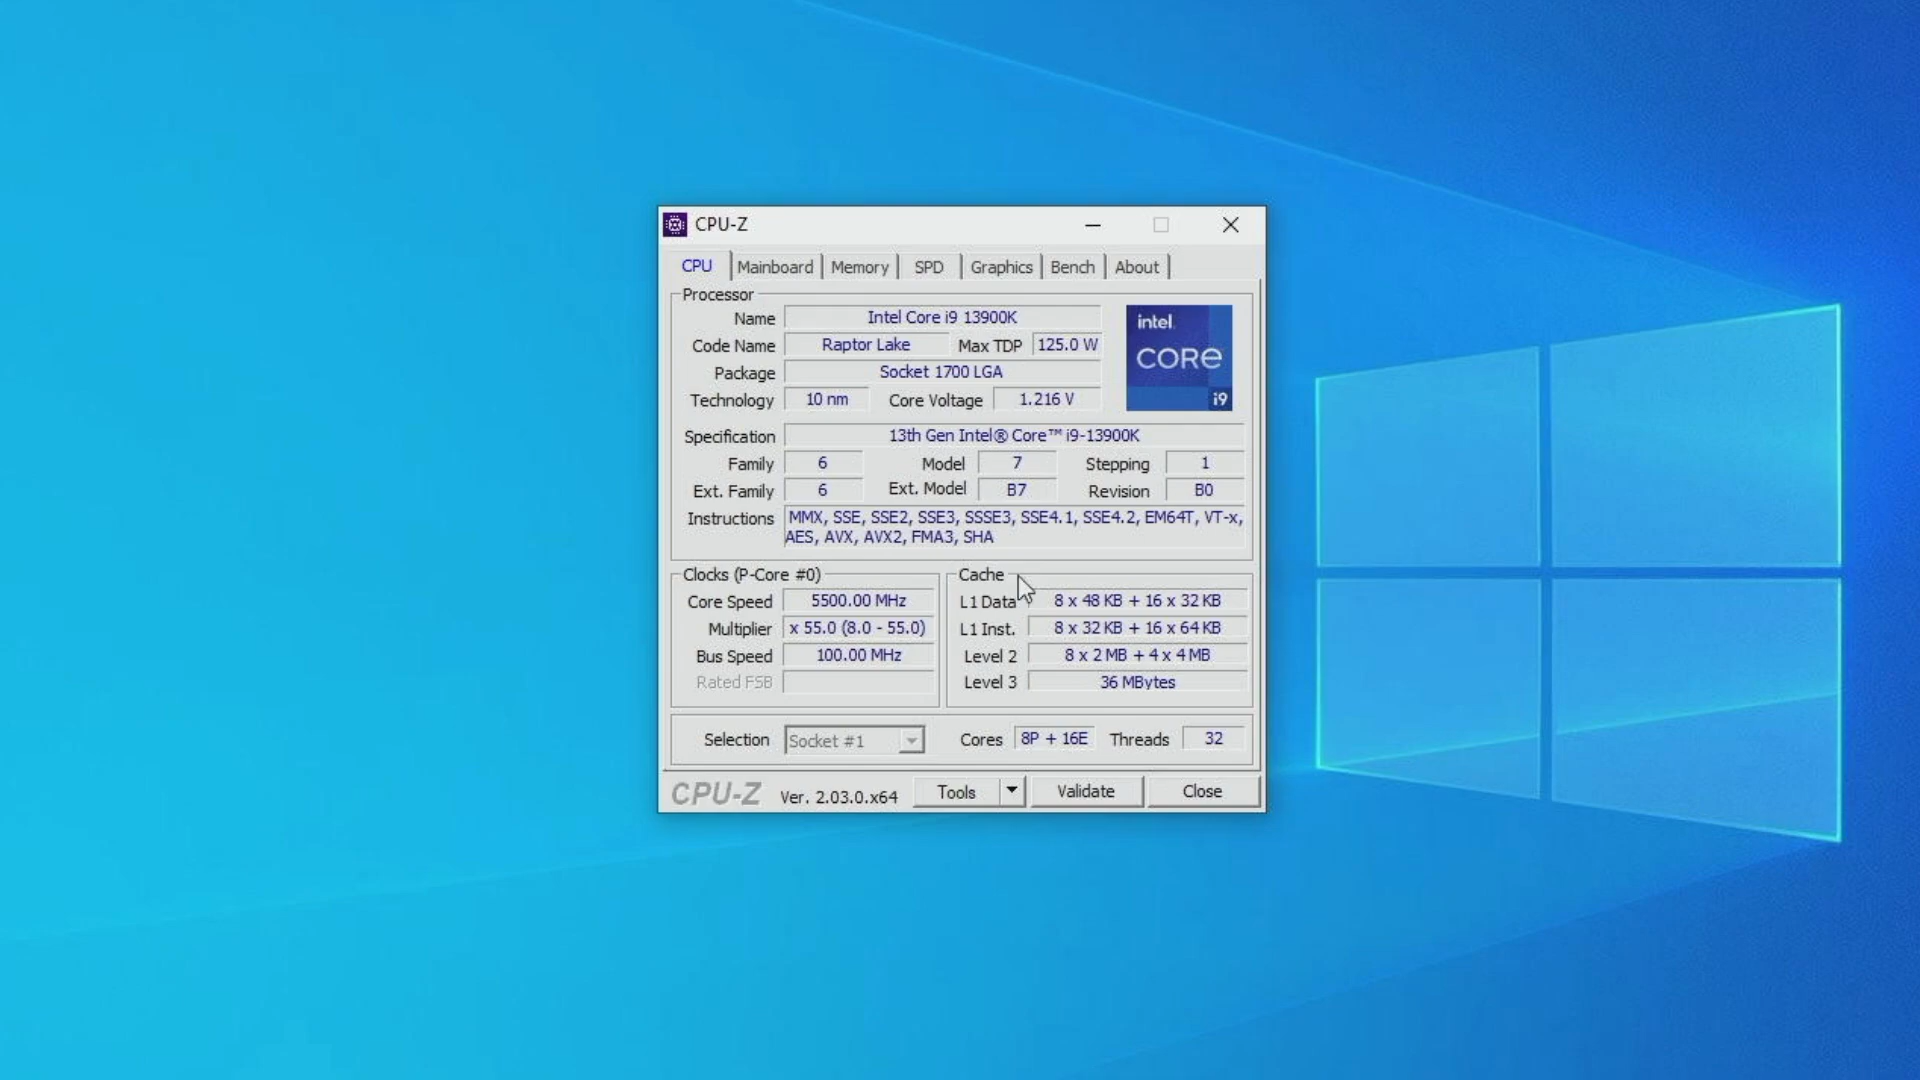 CPU-Z
CPU Mainboard Memory SPD Graphics Bench About
Processor
Name Intel Core i9 13900K
Code Name Raptor Lake Max TDP 125.0 W
Package Socket 1700 LGA
Technology 10 nm Core Voltage 1.216 V
intel
CORE
i9
Specification 13th Gen Intel® Core™ i9-13900K
Family 6 Model 7 Stepping 1
Ext. Family 6 Ext. Model B7 Revision B0
Instructions MMX, SSE, SSE2, SSE3, SSSE3, SSE4.1, SSE4.2, EM64T, VT-x,
AES, AVX, AVX2, FMA3, SHA
Clocks (P-Core #0)
Core Speed 5500.00 MHz
Multiplier x 55.0 (8.0 - 55.0)
Bus Speed 100.00 MHz
Rated FSB
Cache
L1 Data 8 x 48 KB + 16 x 32 KB
L1 Inst. 8 x 32 KB + 16 x 64 KB
Level 2 8 x 2 MB + 4 x 4 MB
Level 3 36 MBytes
Selection Socket #1 Cores 8P + 16E Threads 32
CPU-Z Ver. 2.03.0.x64 Tools Validate Close